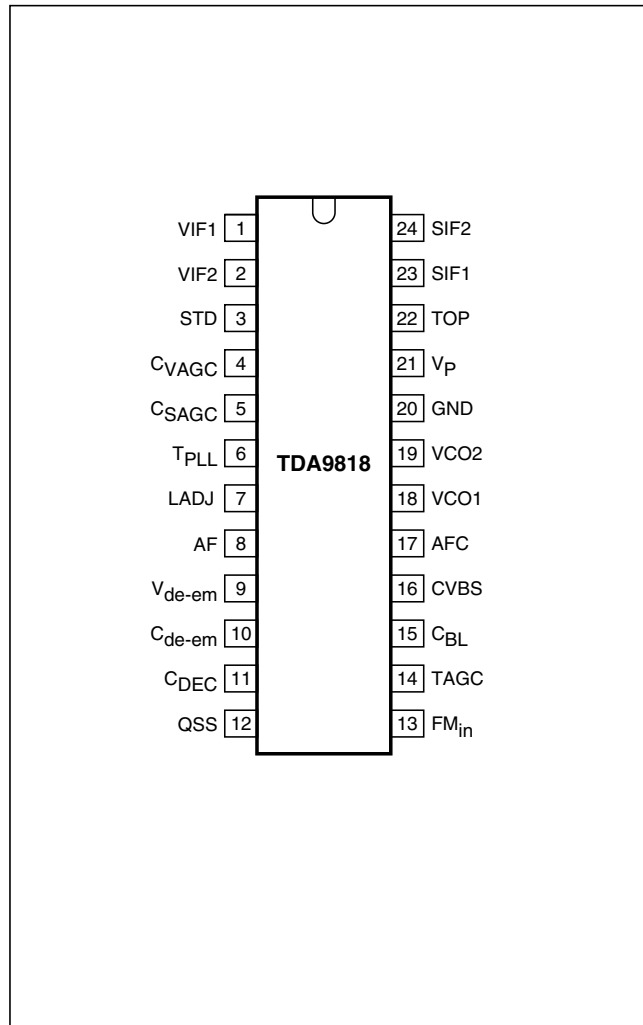 VIF1 1 24 SIF2
VIF2 2 23 SIF1
STD 3 22 TOP
CVAGC 4 21 VP
CSAGC 5 20 GND
TPLL 6 TDA9818 19 VCO2
LADJ 7 18 VCO1
AF 8 17 AFC
Vde-em 9 16 CVBS
Cde-em 10 15 CBL
CDEC 11 14 TAGC
QSS 12 13 FMin